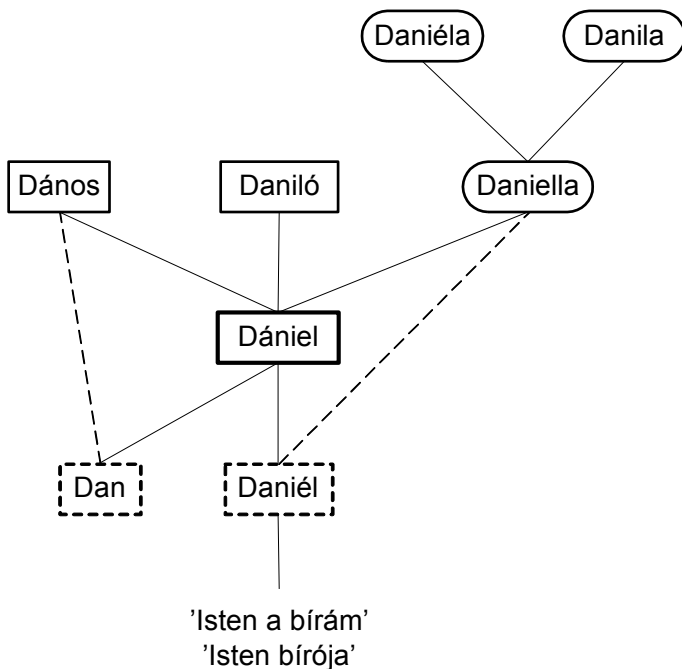 Daniéla
Danila
Dános
Daniló
Daniella
Dániel
Dan
Daniél
’Isten a bírám’
’Isten bírója’